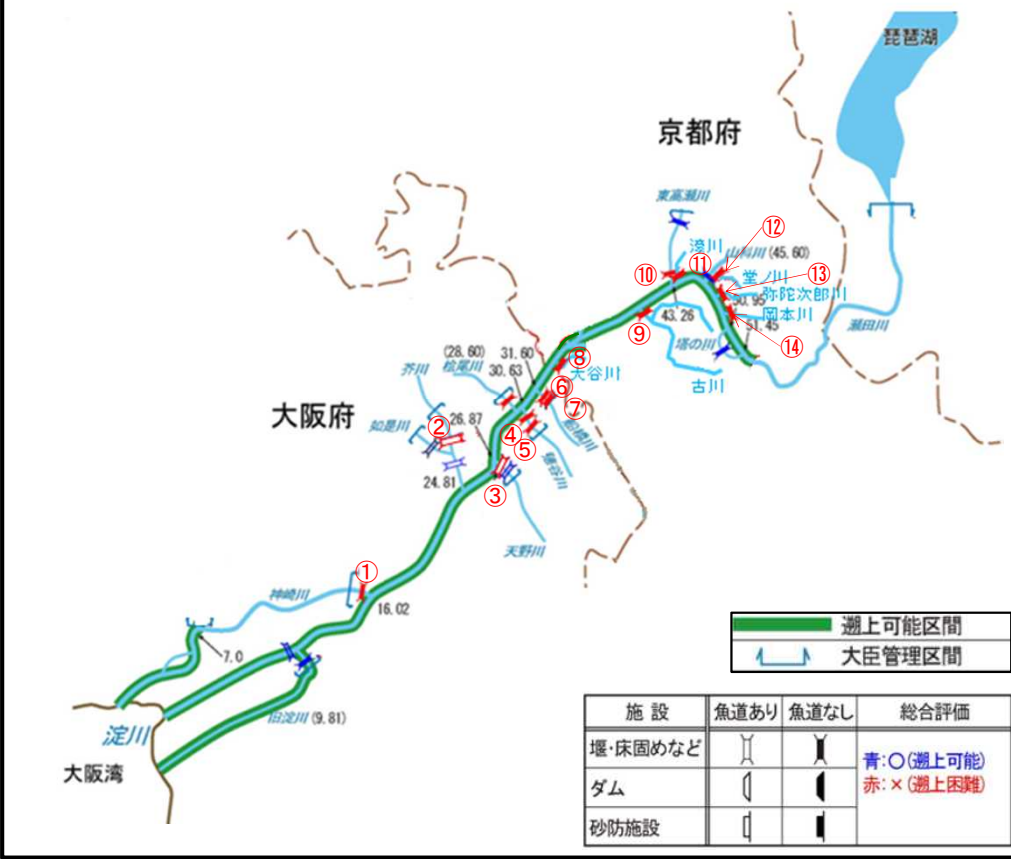 琵琶湖
京都府
東高瀬川
⑫
濠川
山科川(45.60)
⑪
⑩
堂ノ川
⑬
弥陀次郎川
50.95
岡本川
43.26
51.45
⑭
⑨
瀬田川
塔の川
古川
31.60
(28.60)
桧尾川
30.63
⑧
大谷川
芥川
⑥
⑦
船橋川
大阪府
26.87
②
如是川
④
⑤
穂谷川
24.81
③
天野川
①
神崎川
16.02
7.0
旧淀川(9.81)
淀川
大阪湾
遡上可能区間
大臣管理区間
施設 魚道あり 魚道なし 総合評価
堰・床固めなど
青:○(遡上可能)
赤:×(遡上困難)
ダム
砂防施設